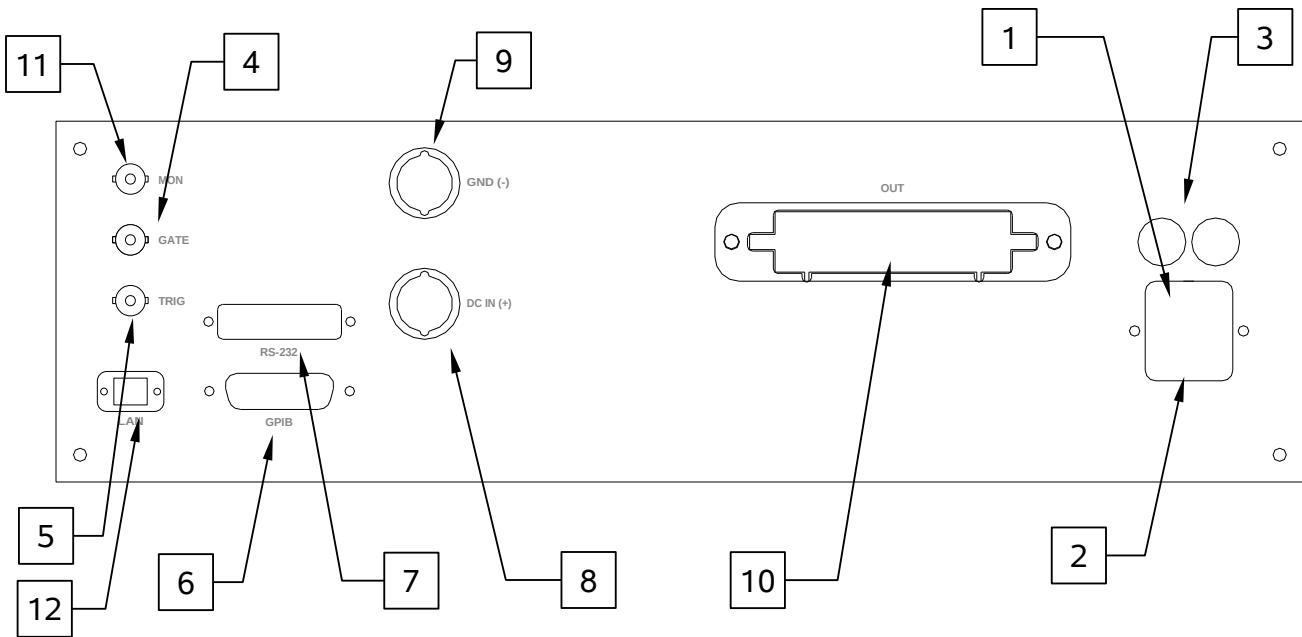 1
3
11
4
9
MON
GND (-)
OUT
GATE
TRIG
DC IN (+)
RS-232
LAN
GPIB
5
6
7
8
10
2
12